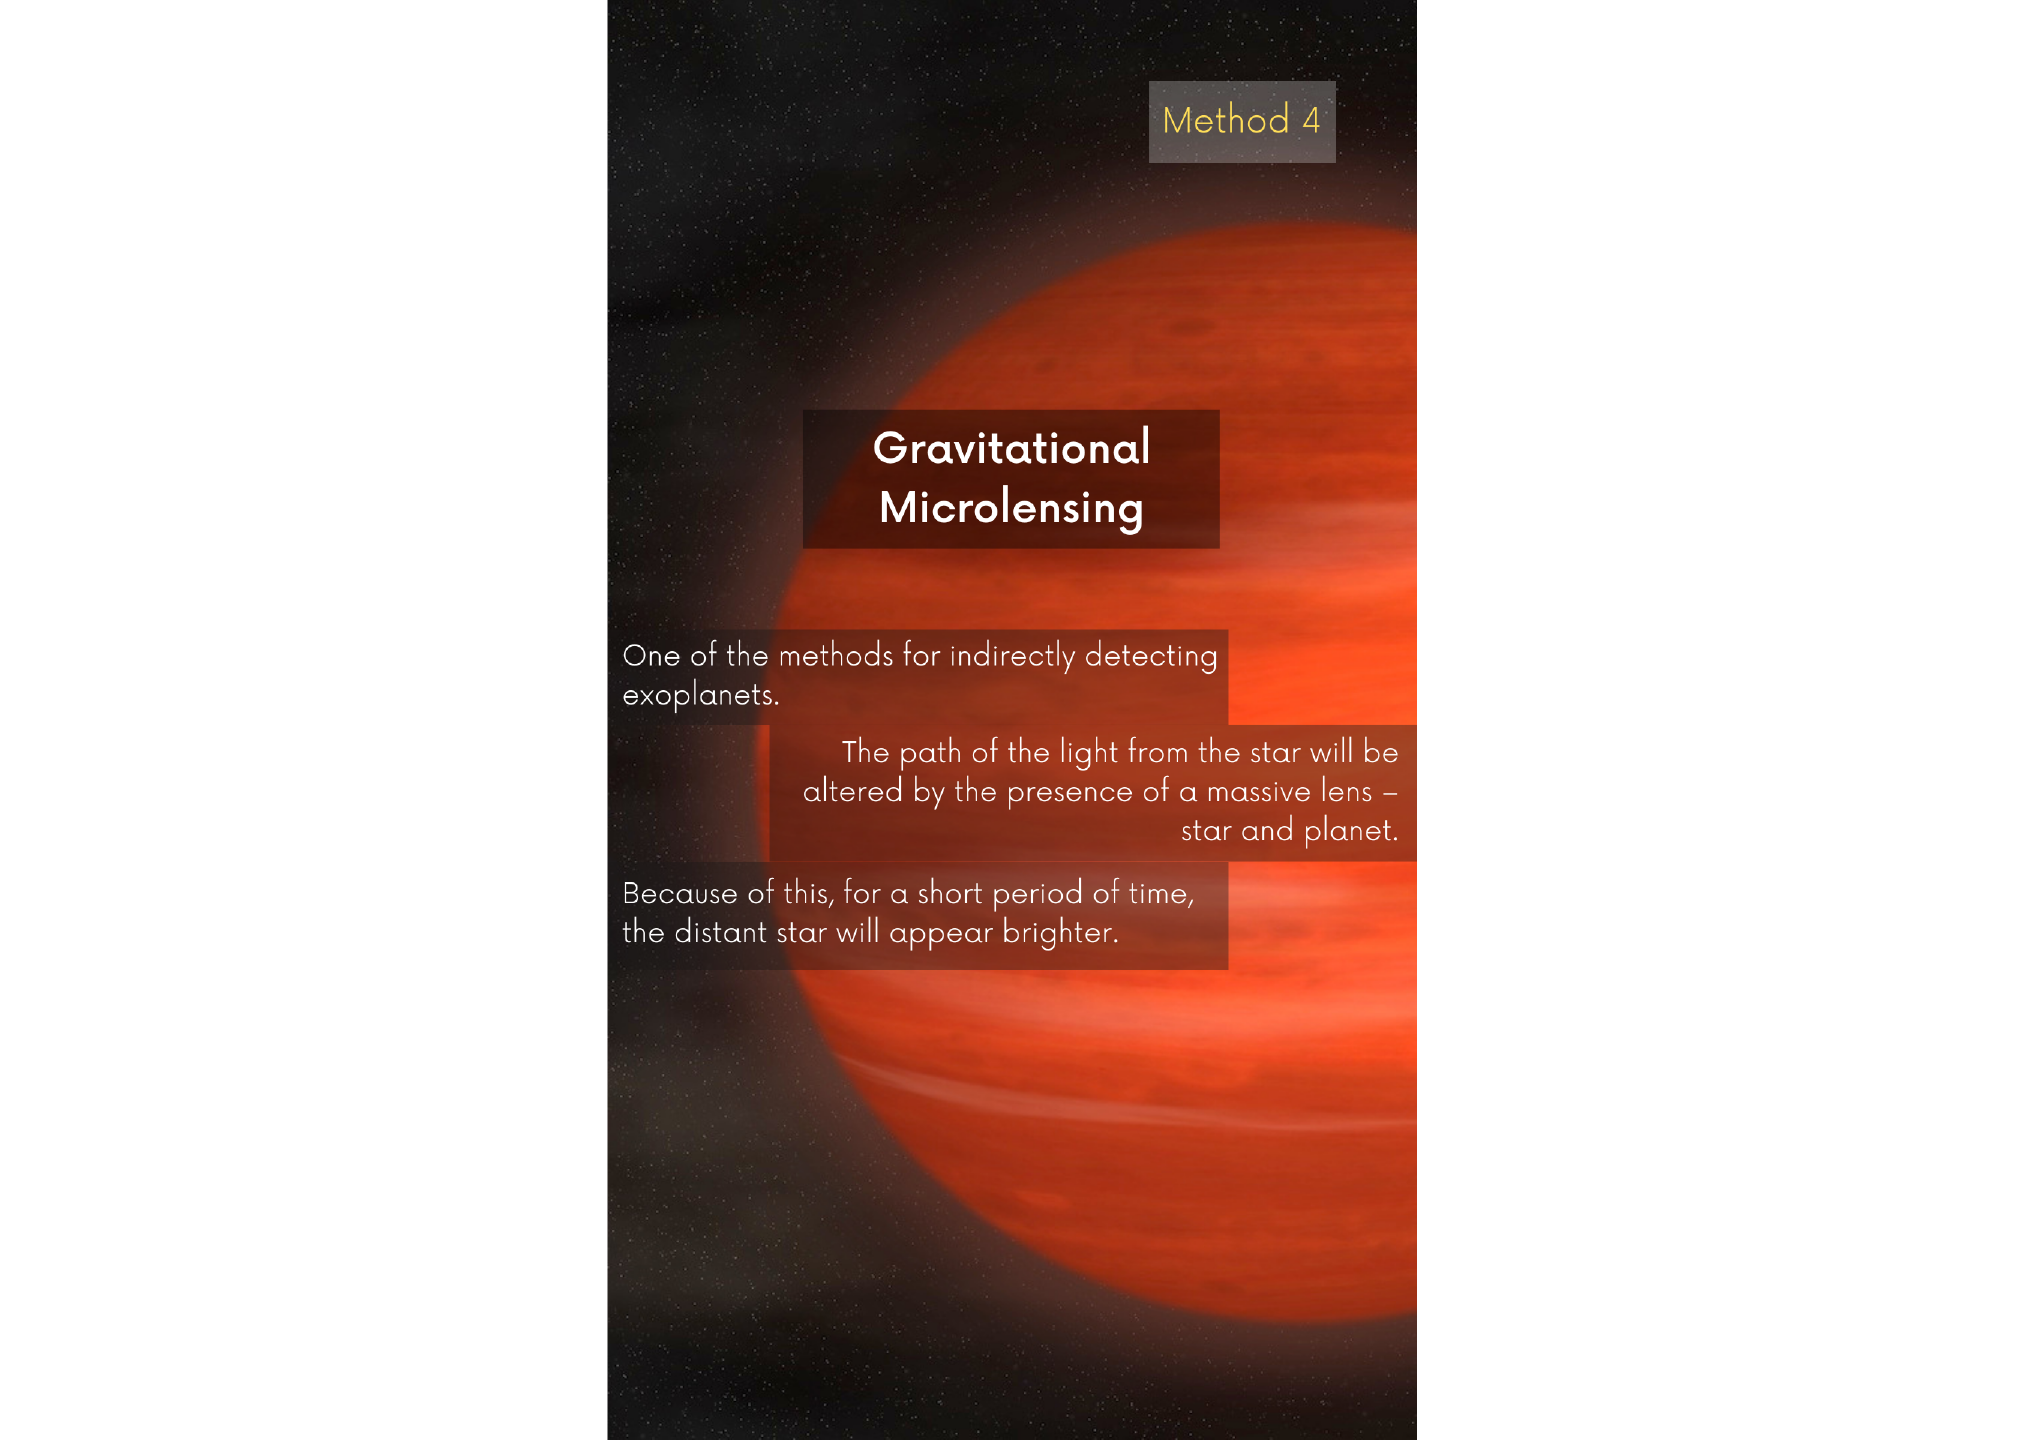 Method 4
Gravitational
Microlensing
One of the methods for indirectly detecting
exoplanets.
The path of the light from the star will be
altered by the presence of a massive lens –
star and planet.
Because of this, for a short period of time,
the distant star will appear brighter.